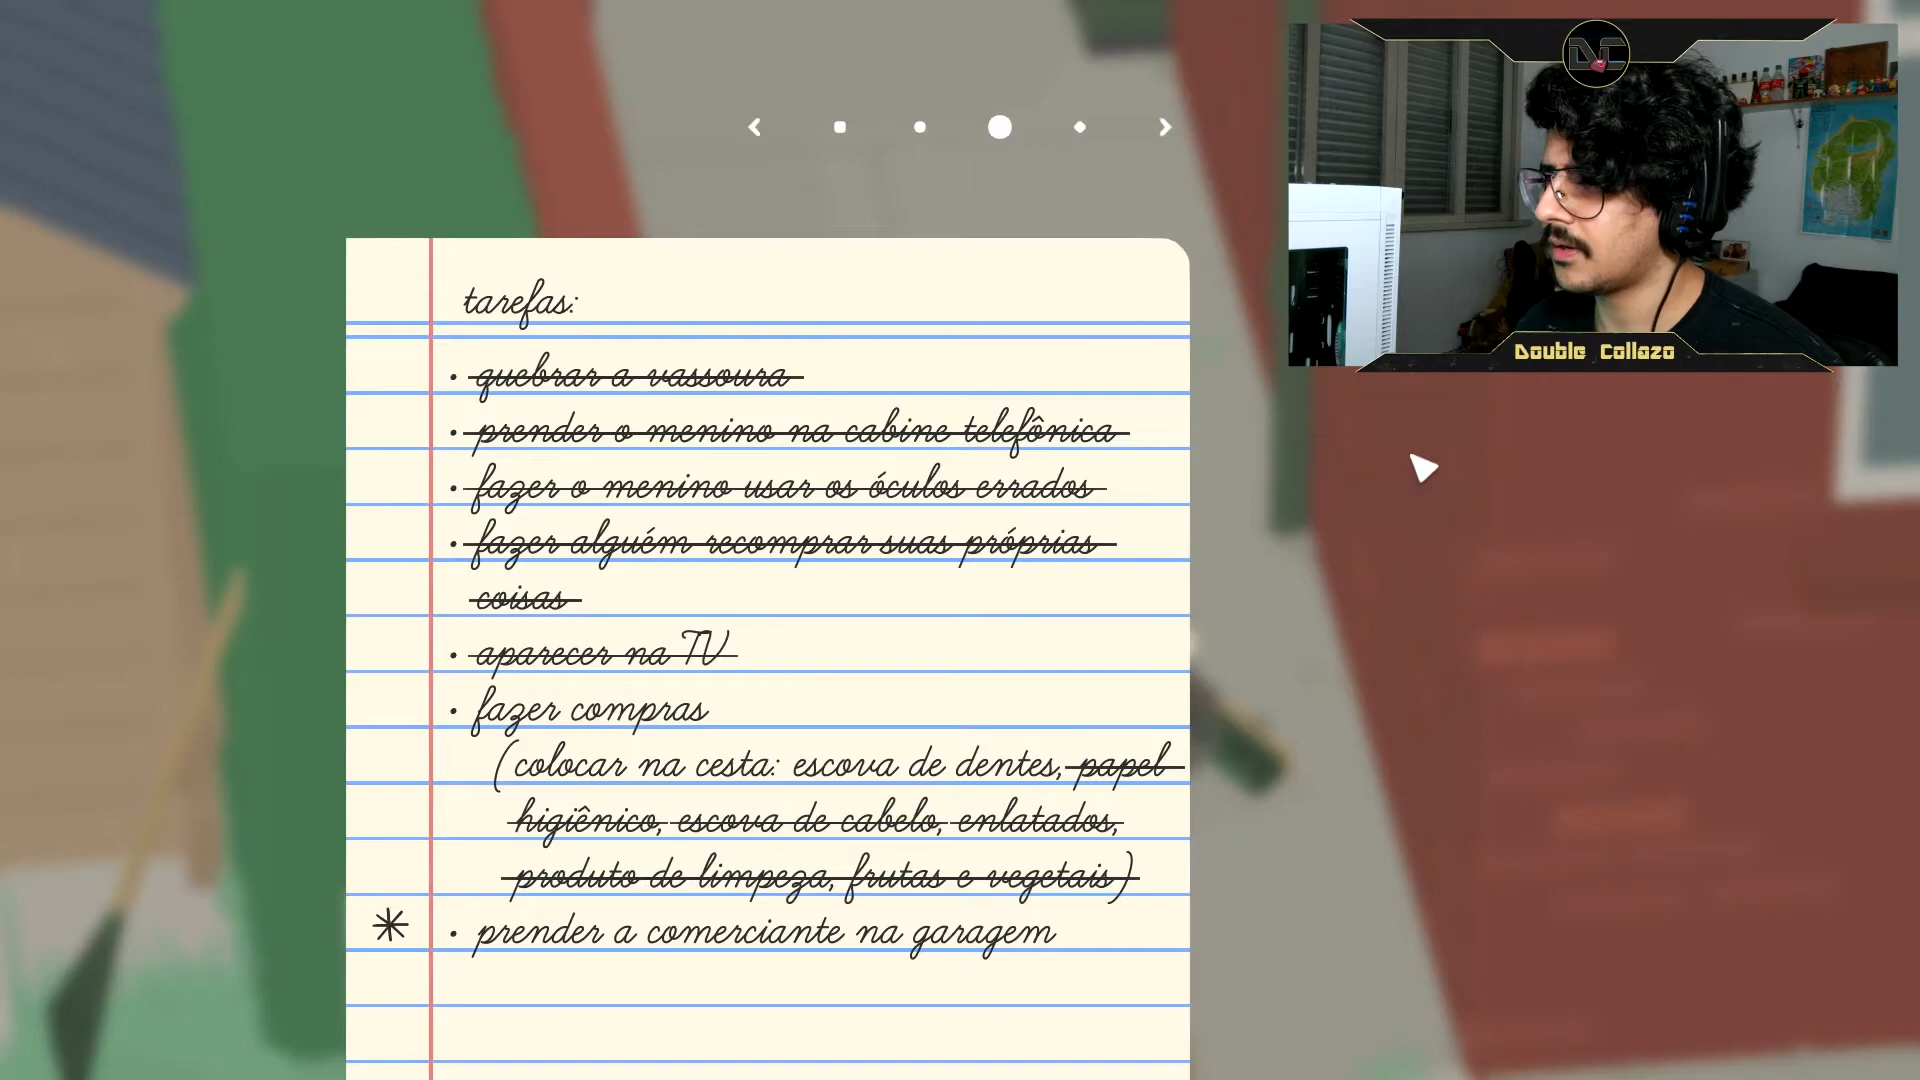 tarefas:
• quebrar a vassoura
• prender o menino na cabine telefônica
• fazer o menino usar os óculos errados
• fazer alguém recomprar suas próprias
coisas
• aparecer na TV
• fazer compras
(colocar na cesta: escova de dentes, papel
higiênico, escova de cabelo, enlatados,
produto de limpeza, frutas e vegetais)
* • prender a comerciante na garagem
DC
Double Collazo